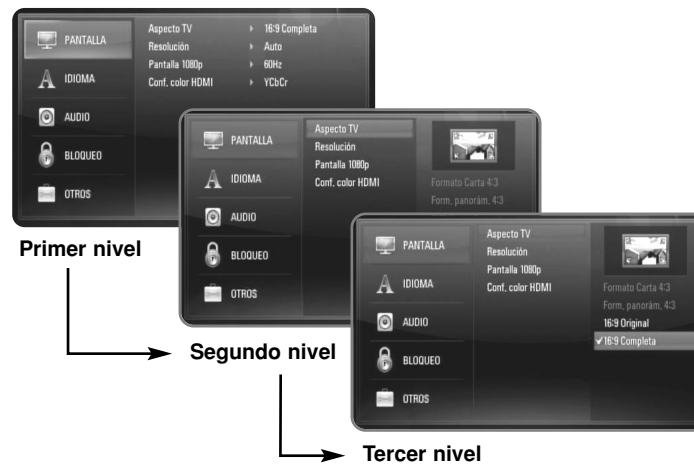 PANTALLA
IDIOMA
AUDIO
BLOQUEO
OTROS
Aspecto TV 16:9 Completa
Resolución Auto
Pantalla 1080p 60Hz
Conf. color HDMI YCbCr
Primer nivel
PANTALLA
IDIOMA
AUDIO
BLOQUEO
OTROS
Aspecto TV
Resolución
Pantalla 1080p
Conf. color HDMI
Formato Carta 4:3
Form. panorám. 4:3
Segundo nivel
PANTALLA
IDIOMA
AUDIO
BLOQUEO
OTROS
Aspecto TV
Resolución
Pantalla 1080p
Conf. color HDMI
Formato Carta 4:3
Form. panorám. 4:3
16:9 Original
✓16:9 Completa
Tercer nivel